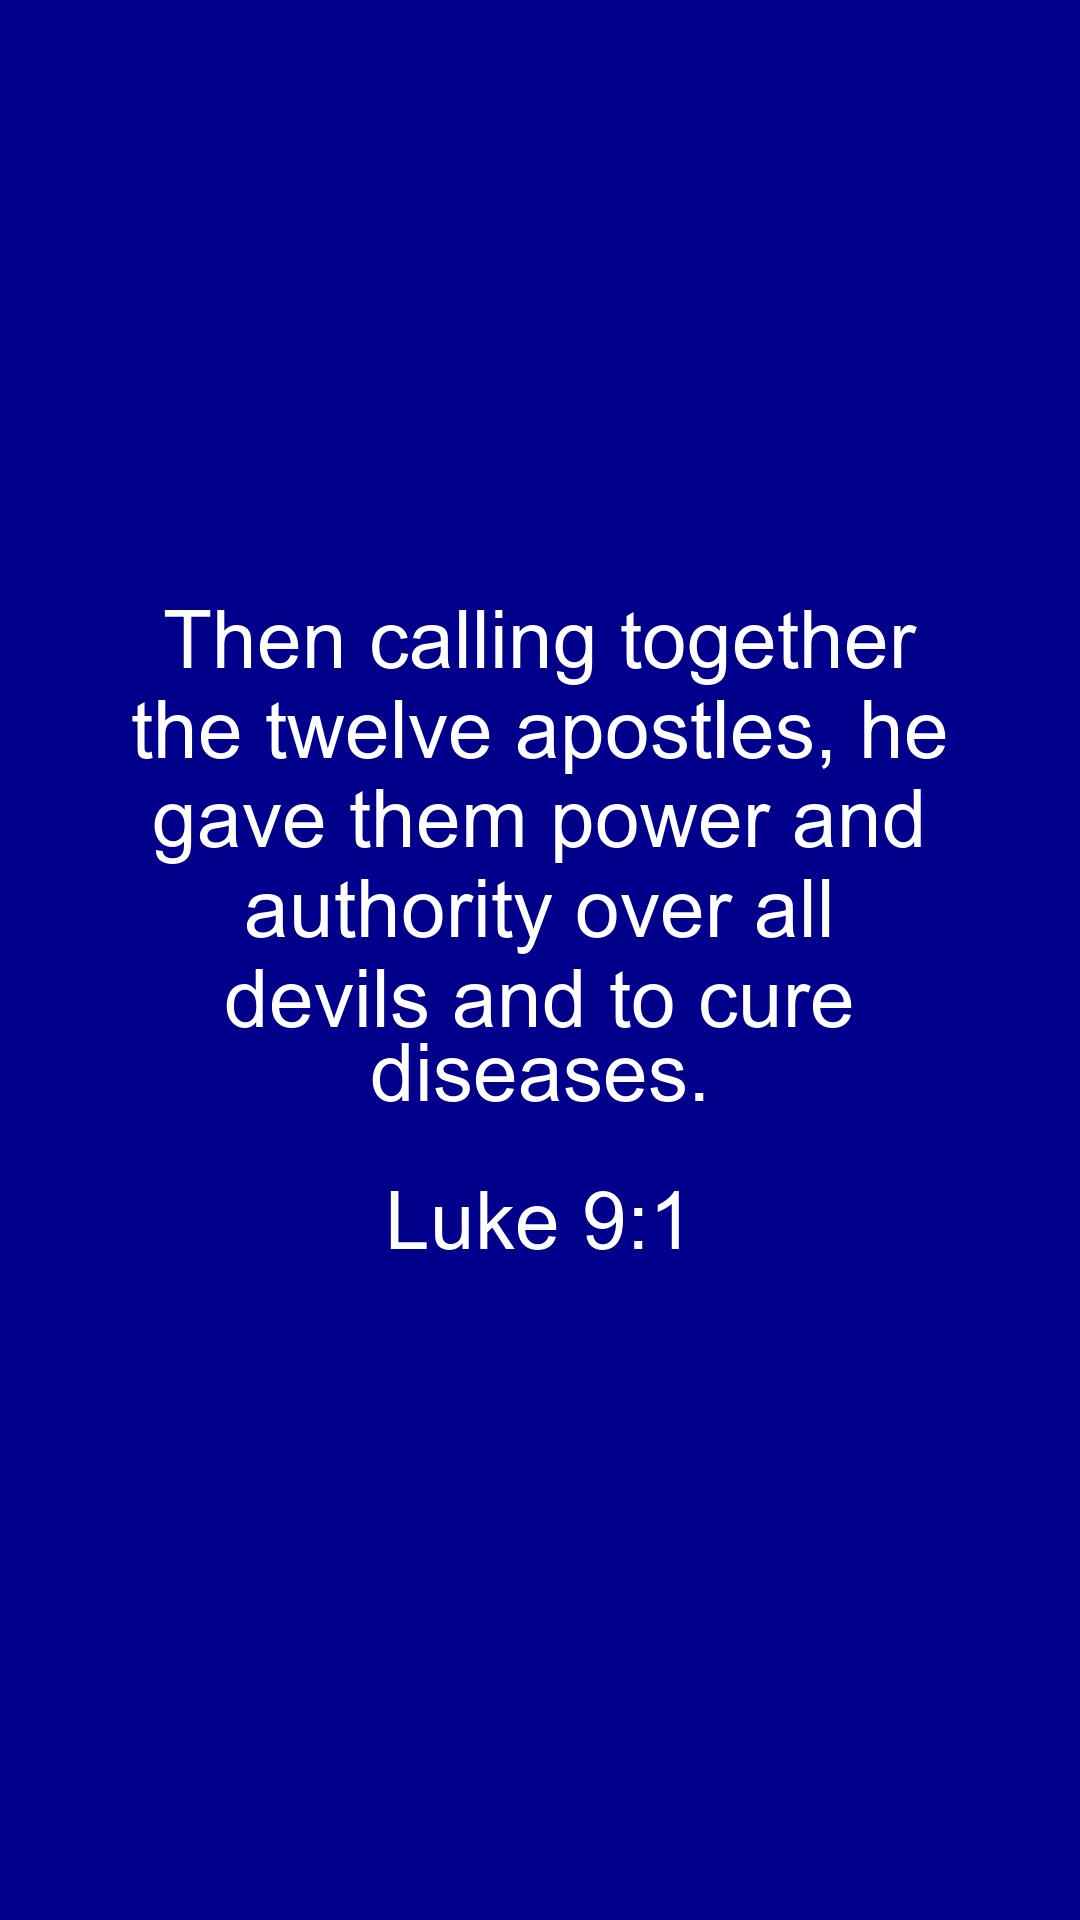 Then calling together
the twelve apostles, he
gave them power and
authority over all
devils and to cure
diseases.
Luke 9:1